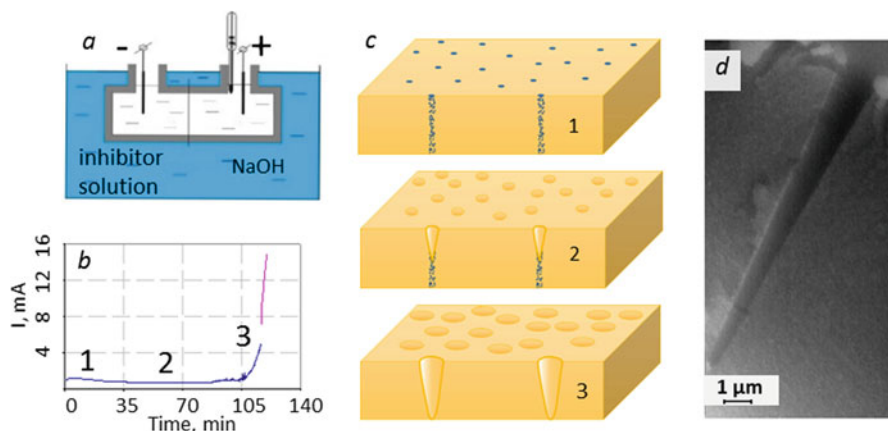 a
- +
inhibitor
solution
NaOH
b
I, mA
16
12
8
4
1 2 3
0 35 70 105 140
Time, min
c
1
2
3
d
1 µm